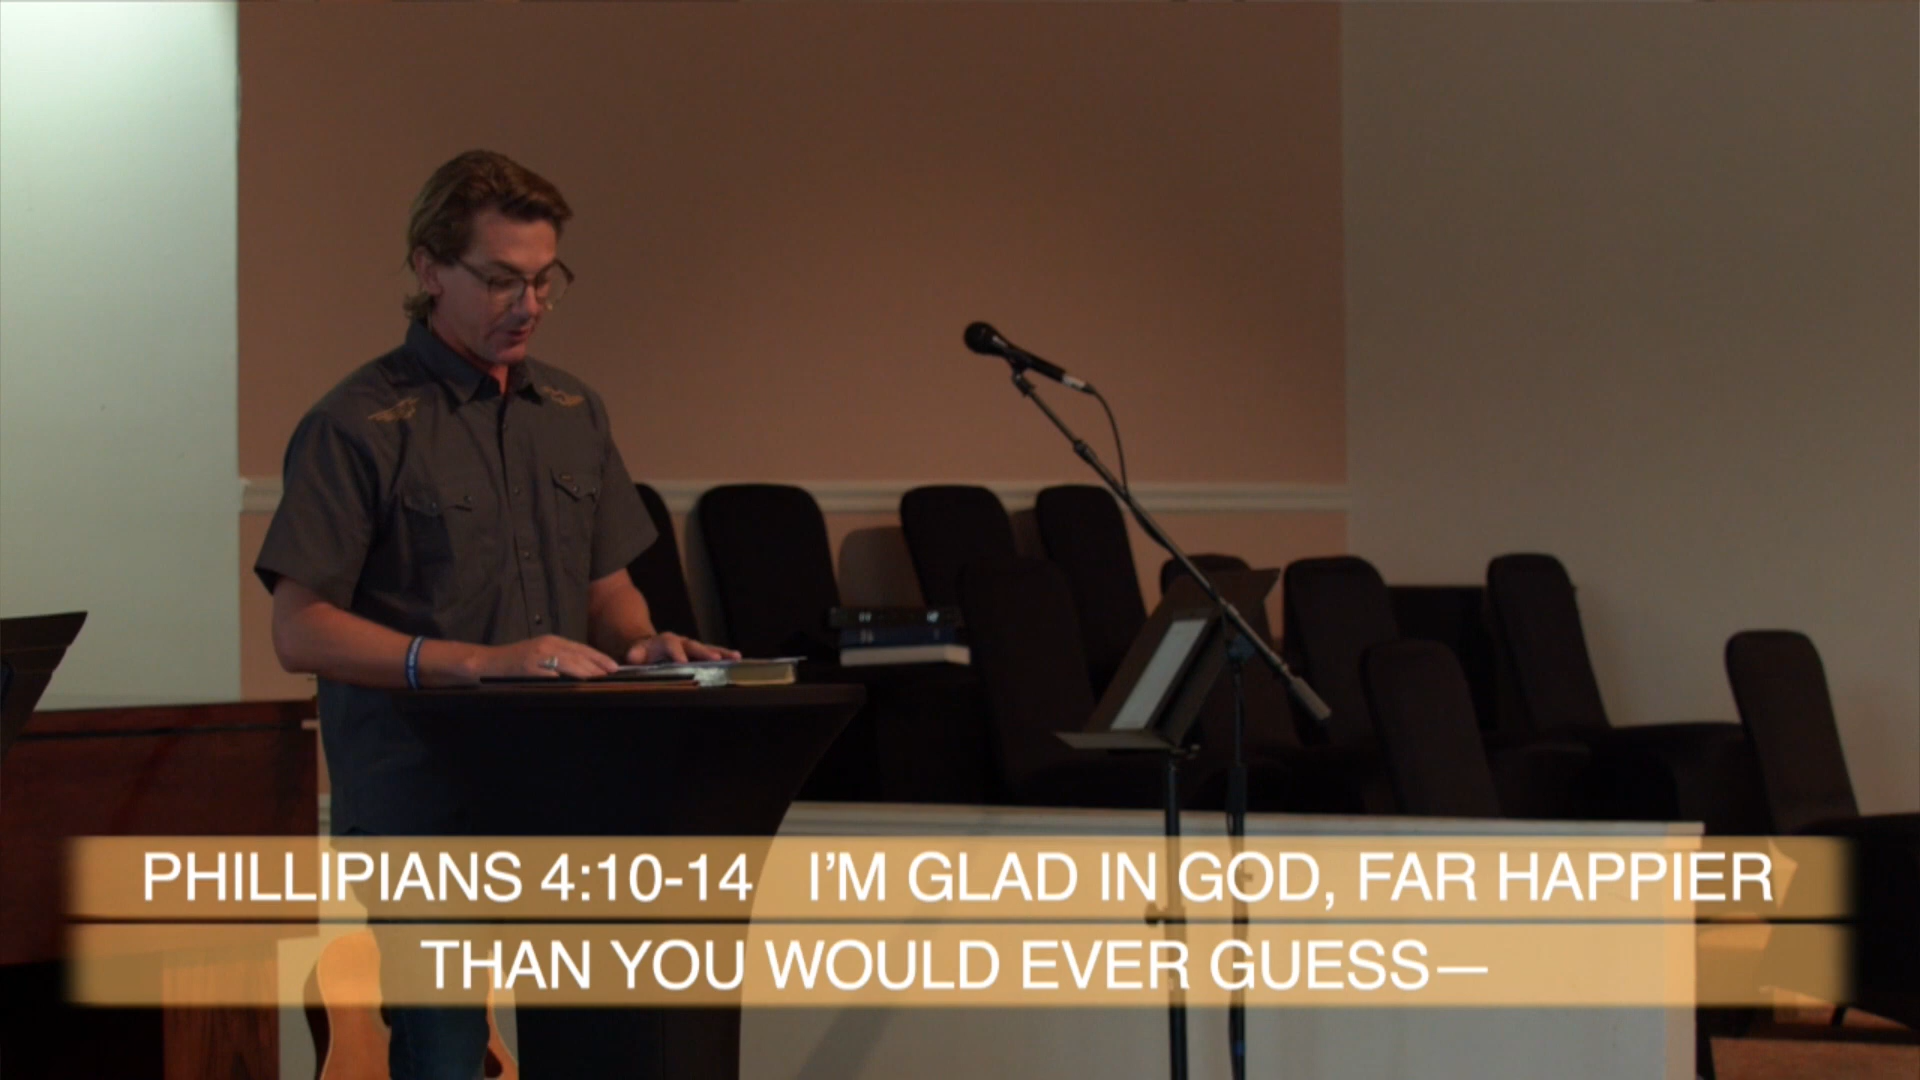 PHILLIPIANS 4:10-14 I'M GLAD IN GOD, FAR HAPPIER
THAN YOU WOULD EVER GUESS—